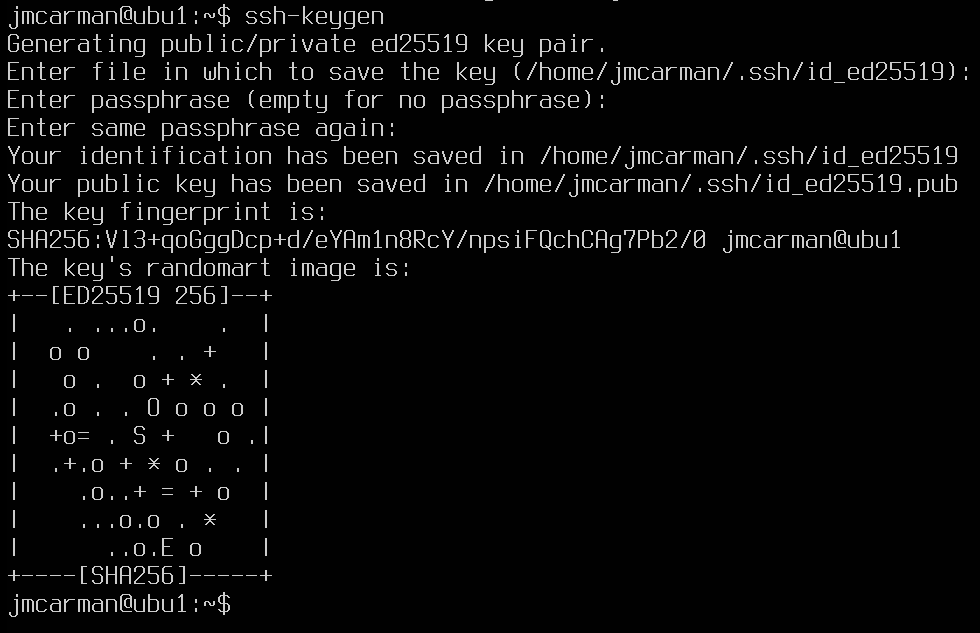 jmcarman@ubu1:~$ ssh-keygen
Generating public/private ed25519 key pair.
Enter file in which to save the key (/home/jmcarman/.ssh/id_ed25519):
Enter passphrase (empty for no passphrase):
Enter same passphrase again:
Your identification has been saved in /home/jmcarman/.ssh/id_ed25519
Your public key has been saved in /home/jmcarman/.ssh/id_ed25519.pub
The key fingerprint is:
SHA256:Vl3+qoGggDcp+d/eYAm1n8RcY/npsiFQchCAg7Pb2/0 jmcarman@ubu1
The key's randomart image is:
+--[ED25519 256]--+
|   . ...o.    .  |
|  o o    . . +   |
|   o .  o + * .  |
|  .o . . O o o o |
|  +o= . S +   o .|
|  .+.o + * o . . |
|    .o..+ = + o  |
|    ...o.o . *   |
|      ..o.E o    |
+----[SHA256]-----+
jmcarman@ubu1:~$